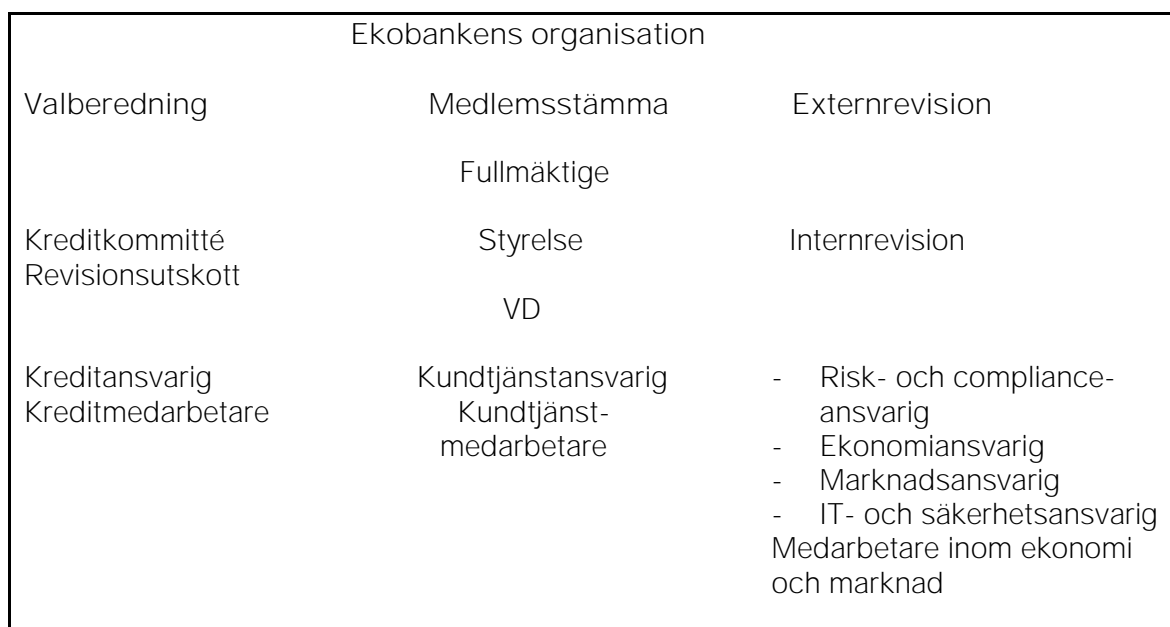 Ekobankens organisation
Valberedning Medlemsstämma Externrevision
Fullmäktige
Kreditkommitté Styrelse Internrevision
Revisionsutskott
VD
Kreditansvarig Kundtjänstansvarig - Risk- och compliance-
Kreditmedarbetare Kundtjänst- ansvarig
medarbetare - Ekonomiansvarig
- Marknadsansvarig
- IT- och säkerhetsansvarig
Medarbetare inom ekonomi
och marknad